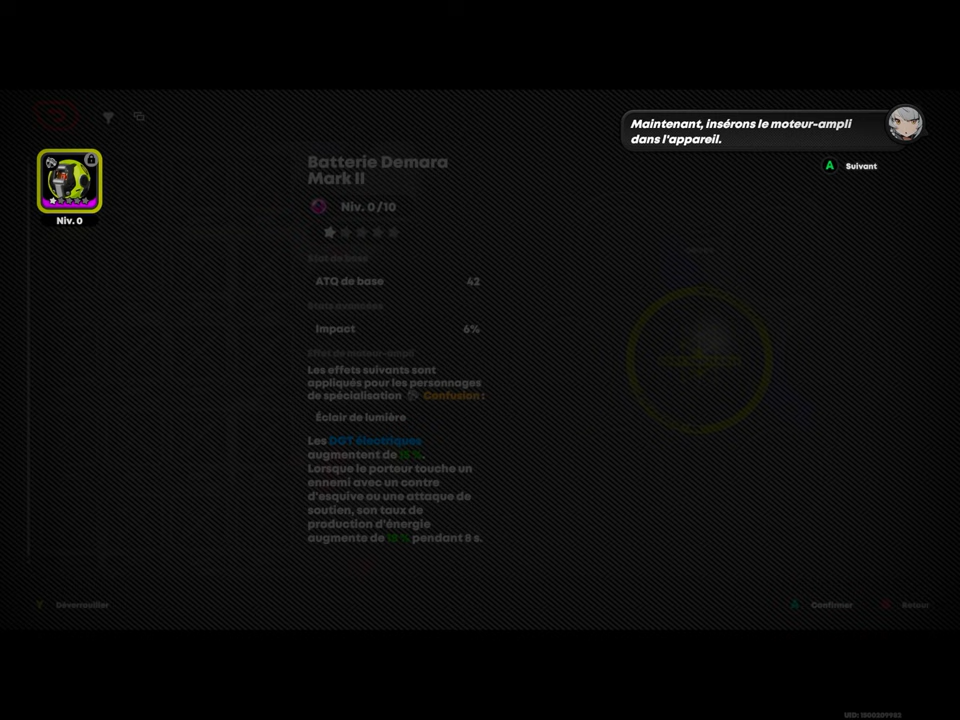 Maintenant, insérons le moteur-ampli
dans l'appareil.
A Suivant
Niv. 0
Batterie Demara
Mark II
Niv. 0/10
Stat de base
ATQ de base 42
Stats avancées
Impact 6%
Effet de moteur-ampli
Les effets suivants sont
appliqués pour les personnages
de spécialisation Confusion :
Éclair de lumière
Les DGT électriques
augmentent de 15 %.
Lorsque le porteur touche un
ennemi avec un contre
d'esquive ou une attaque de
soutien, son taux de
production d'énergie
augmente de 18 % pendant 8 s.
Y Déverrouiller
A Confirmer
Retour
UID: 1500209983